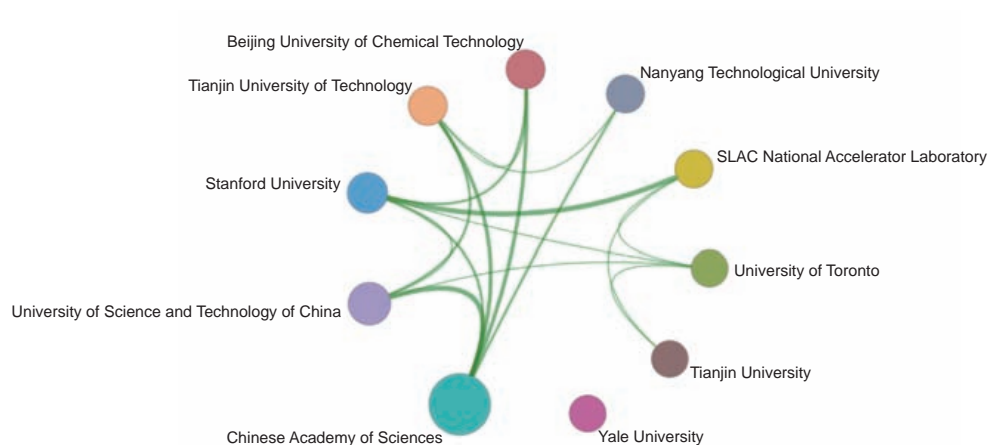 Beijing University of Chemical Technology
Nanyang Technological University
Tianjin University of Technology
SLAC National Accelerator Laboratory
Stanford University
University of Toronto
University of Science and Technology of China
Tianjin University
Chinese Academy of Sciences
Yale University